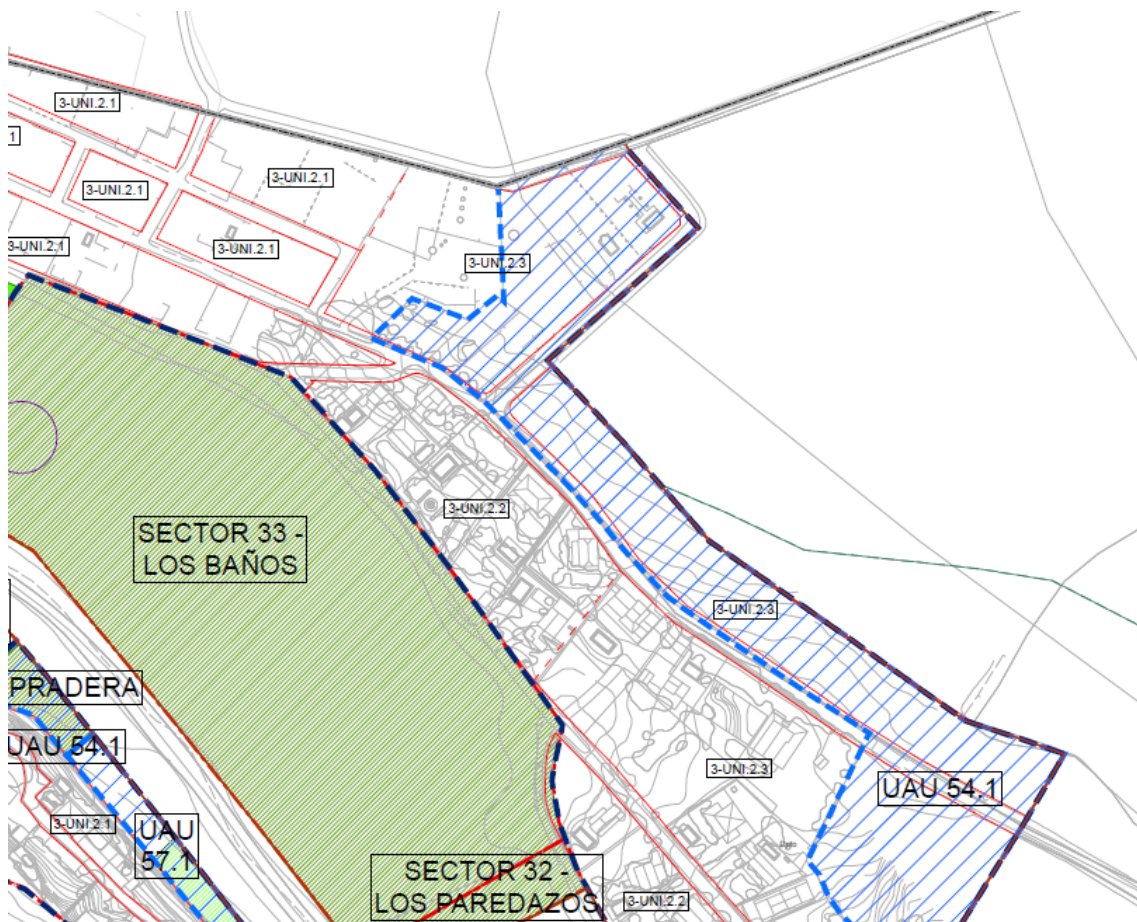 3-UNI.2.1
1
3-UNI.2.1
3-UNI.2.1
3-UNI.2.1
3-UNI.2.1
3-UNI.2.3
3-UNI.2.2
SECTOR 33 -
LOS BAÑOS
3-UNI.2.3
PRADERA
UAU 54.1
3-UNI.2.3
UAU 54.1
3-UNI.2.1
UAU
57.1
SECTOR 32 -
LOS PAREDAZOS
3-UNI.2.2